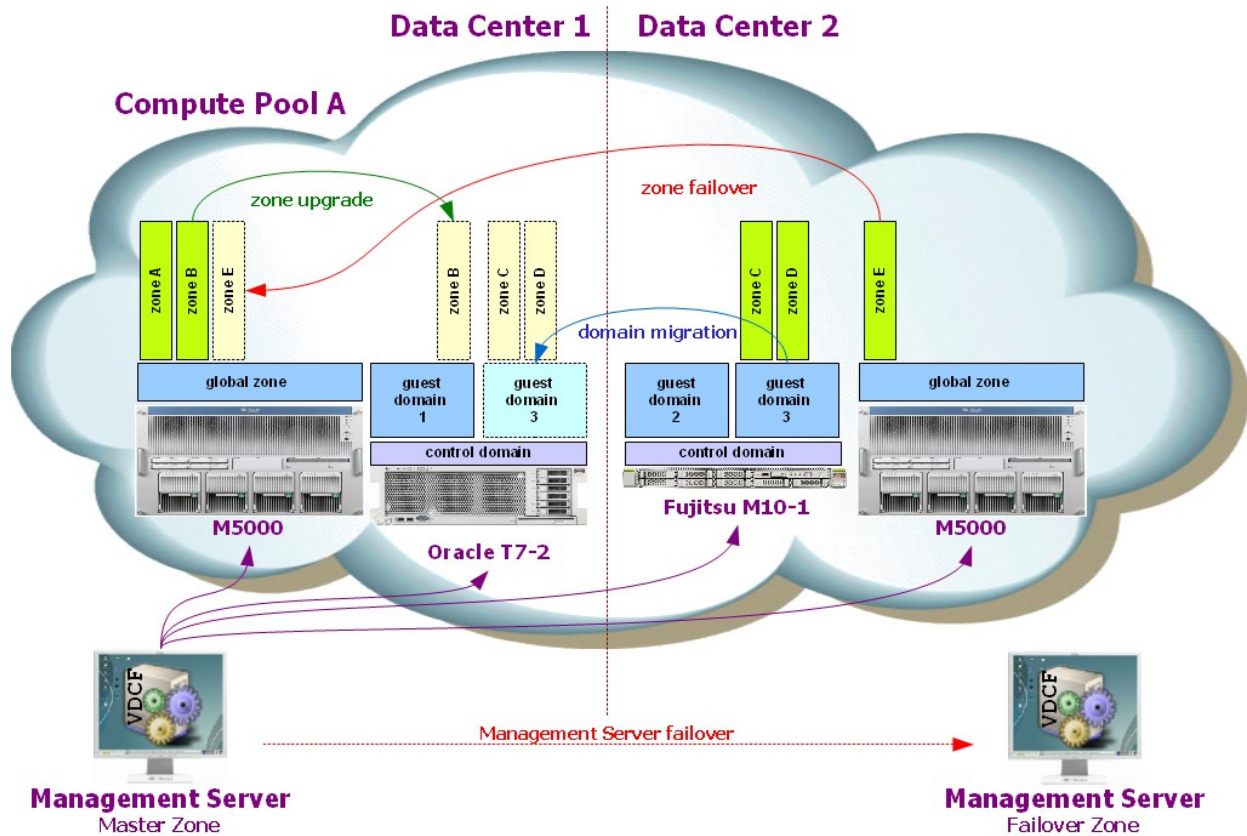 Data Center 1
Data Center 2
Compute Pool A
zone upgrade
zone failover
zone A
zone B
zone E
zone B
zone C
zone D
zone C
zone D
zone E
domain migration
global zone
guest
domain
1
guest
domain
3
guest
domain
2
guest
domain
3
global zone
control domain
control domain
M5000
Oracle T7-2
Fujitsu M10-1
M5000
VDCF
VDCF
Management Server failover
Management Server
Master Zone
Management Server
Failover Zone